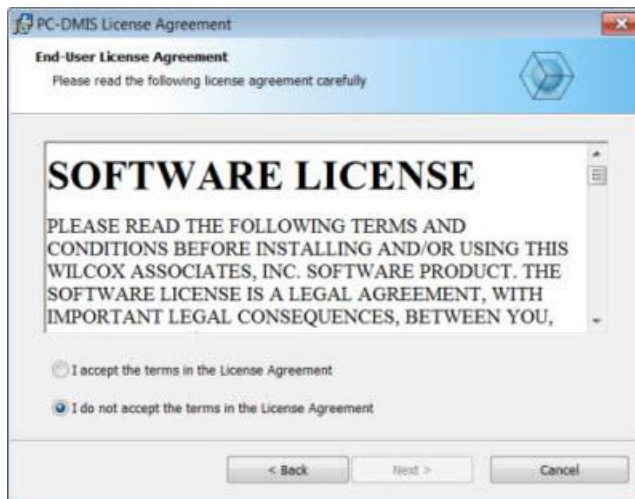 PC-DMIS License Agreement
End-User License Agreement
Please read the following license agreement carefully
SOFTWARE LICENSE
PLEASE READ THE FOLLOWING TERMS AND
CONDITIONS BEFORE INSTALLING AND/OR USING THIS
WILCOX ASSOCIATES, INC. SOFTWARE PRODUCT. THE
SOFTWARE LICENSE IS A LEGAL AGREEMENT, WITH
IMPORTANT LEGAL CONSEQUENCES, BETWEEN YOU,
I accept the terms in the License Agreement
I do not accept the terms in the License Agreement
< Back
Next >
Cancel